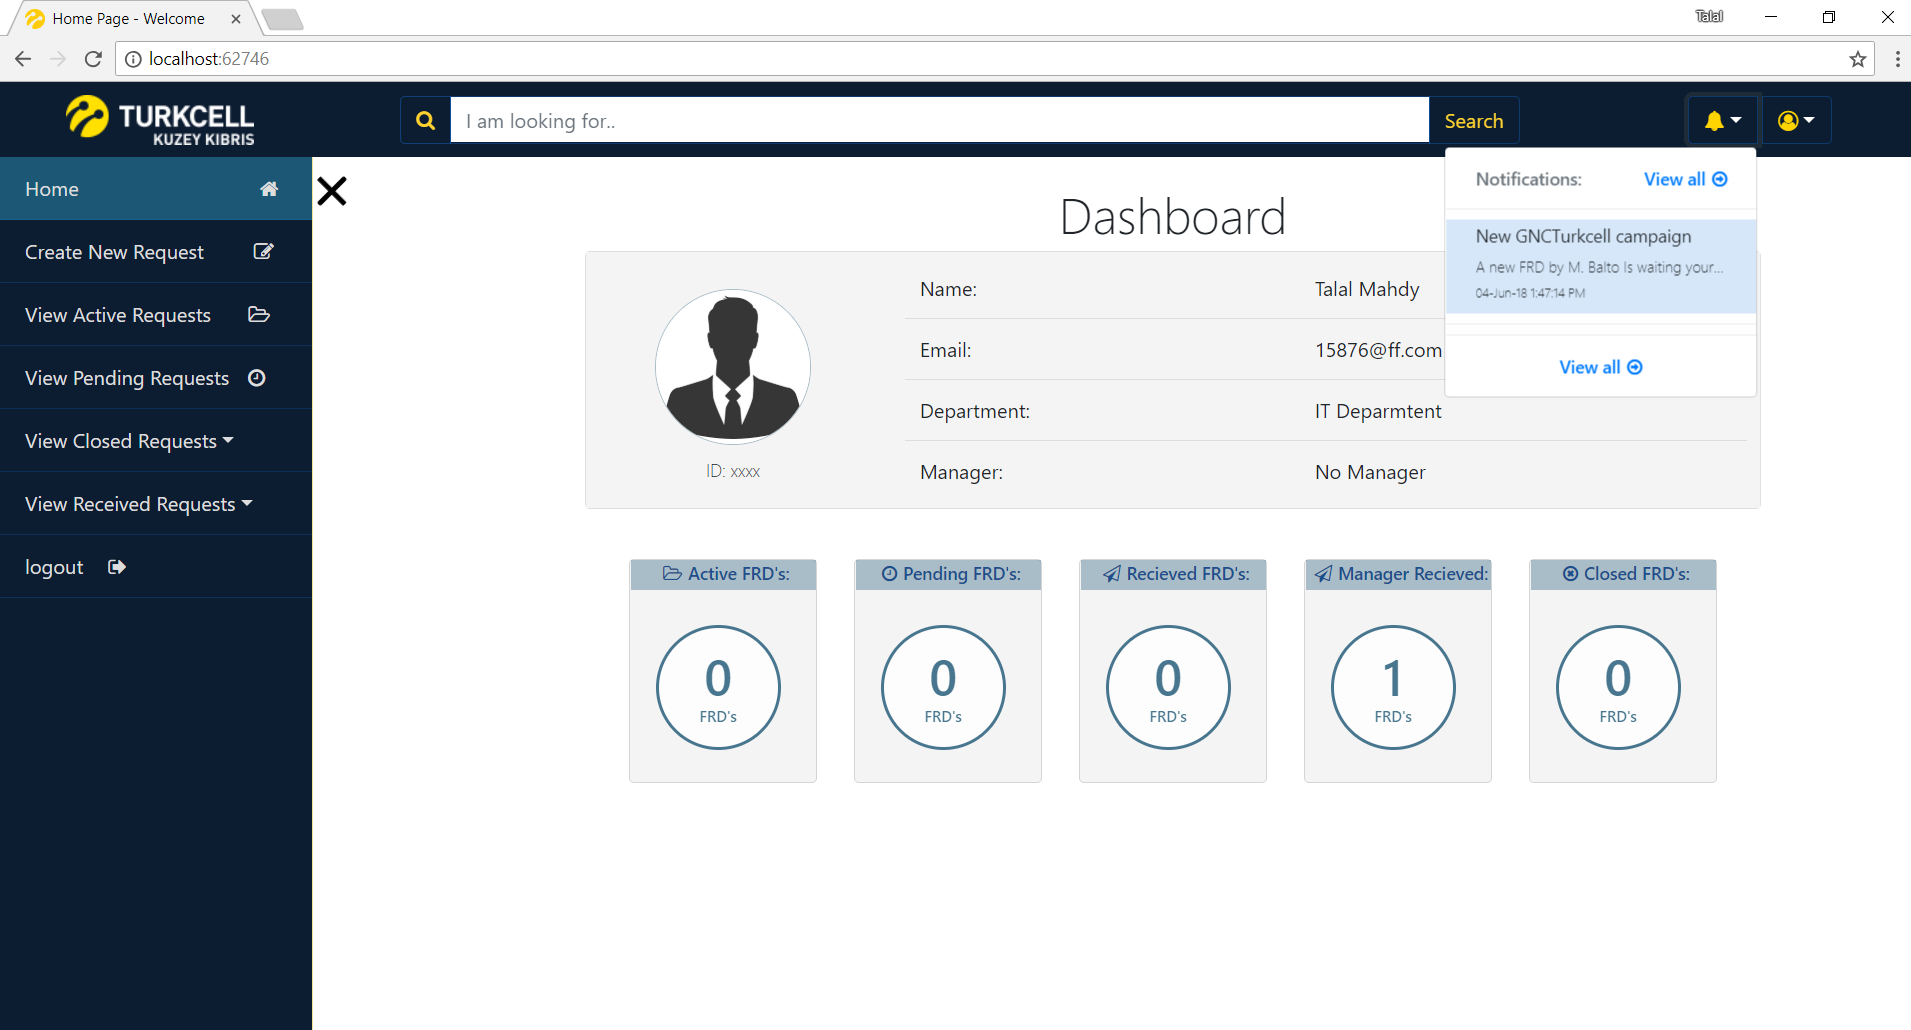 Home Page - Welcome
Talal
localhost:62746
TURKCELL
KUZEY KIBRIS
I am looking for..
Search
Home
Create New Request
View Active Requests
View Pending Requests
View Closed Requests
View Received Requests
logout
Notifications:
View all
New GNCTurkcell campaign
A new FRD by M. Balto Is waiting your...
04-Jun-18 1:47:14 PM
View all
Dashboard
ID: xxxx
Name: Talal Mahdy
Email: 15876@ff.com
Department: IT Deparmtent
Manager: No Manager
Active FRD's:
0
FRD's
Pending FRD's:
0
FRD's
Recieved FRD's:
0
FRD's
Manager Recieved:
1
FRD's
Closed FRD's:
0
FRD's